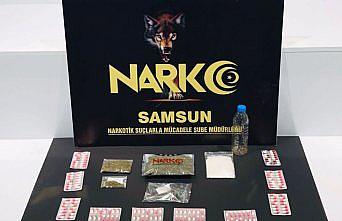 NARKO
SAMSUN
NARKOTİK SUÇLARLA MÜCADELE ŞUBE MÜDÜRLÜĞÜ
NARKO